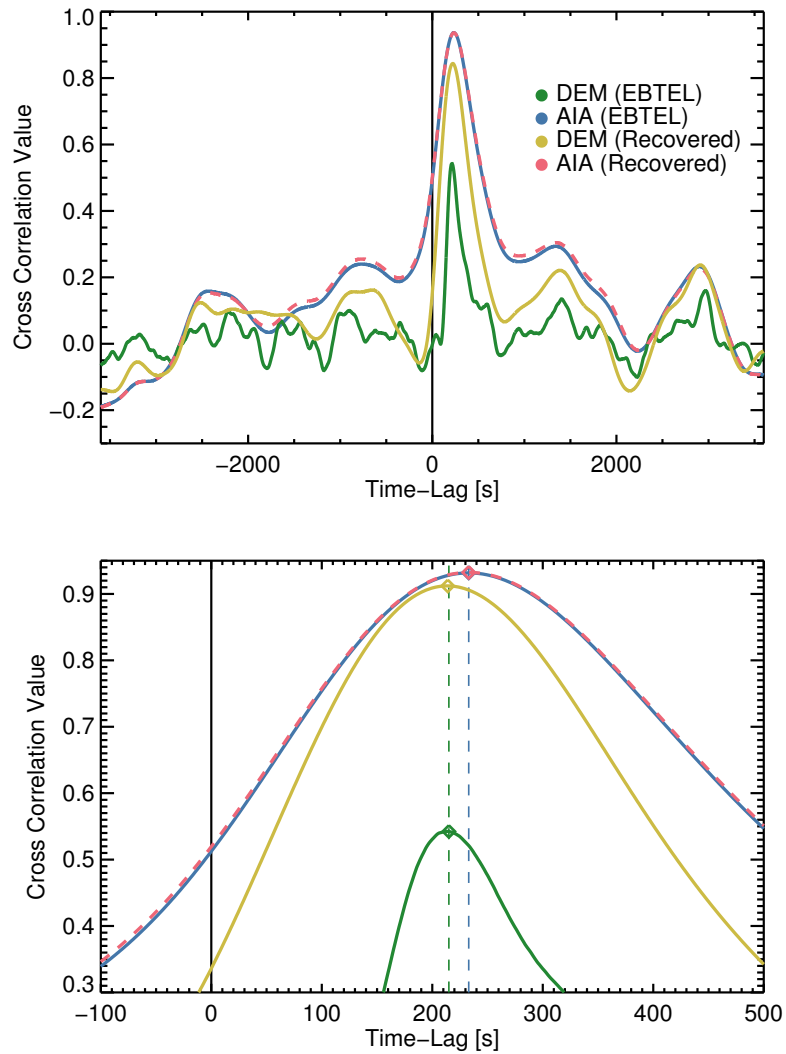 1.0
0.8
0.6
0.4
0.2
0.0
−0.2
Cross Correlation Value
DEM (EBTEL)
AIA (EBTEL)
DEM (Recovered)
AIA (Recovered)
−2000 0 2000
Time−Lag [s]
0.9
0.8
0.7
0.6
0.5
0.4
0.3
Cross Correlation Value
−100 0 100 200 300 400 500
Time−Lag [s]